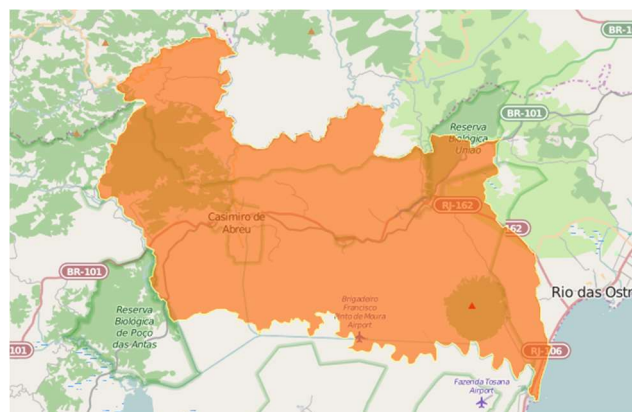 BR-1
BR-101
Reserva
Biológica
União
RJ-162
162
Casimiro de
Abreu
BR-101
Rio das Ostr
Brigadeiro
Francisco
Pinto de Moura
Airport
Reserva
Biológica
de Poço
das Antas
101
RJ-106
Fazenda Tosana
Airport